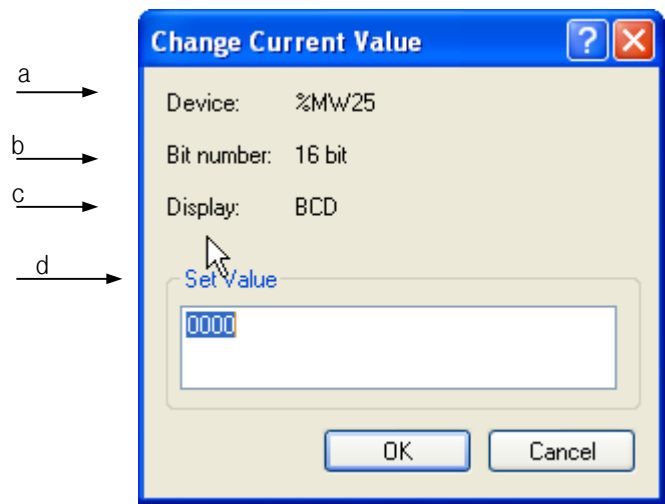 Change Current Value
a
Device: %MW25
b
Bit number: 16 bit
c
Display: BCD
d
Set Value
0000
OK Cancel